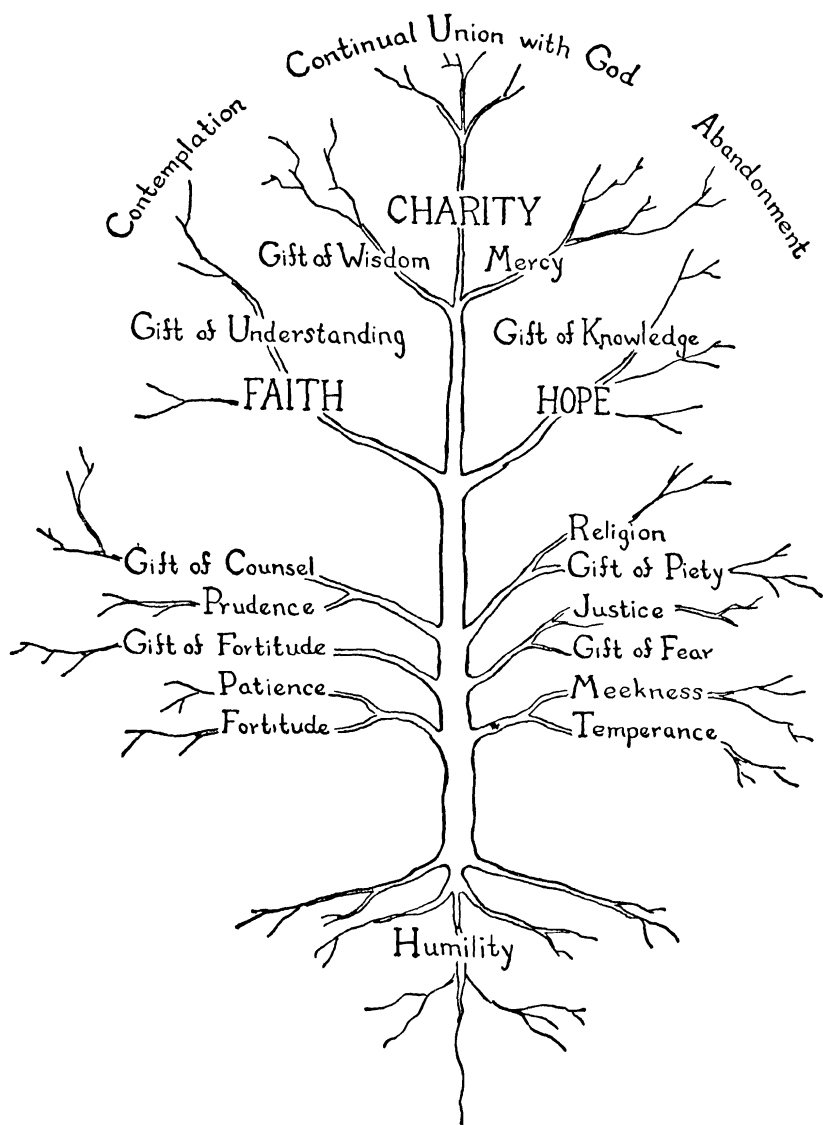 Continual Union with God
Contemplation
Abandonment
CHARITY
Gift of Wisdom
Mercy
Gift of Understanding
Gift of Knowledge
FAITH
HOPE
Religion
Gift of Counsel
Gift of Piety
Prudence
Justice
Gift of Fortitude
Gift of Fear
Patience
Meekness
Fortitude
Temperance
Humility